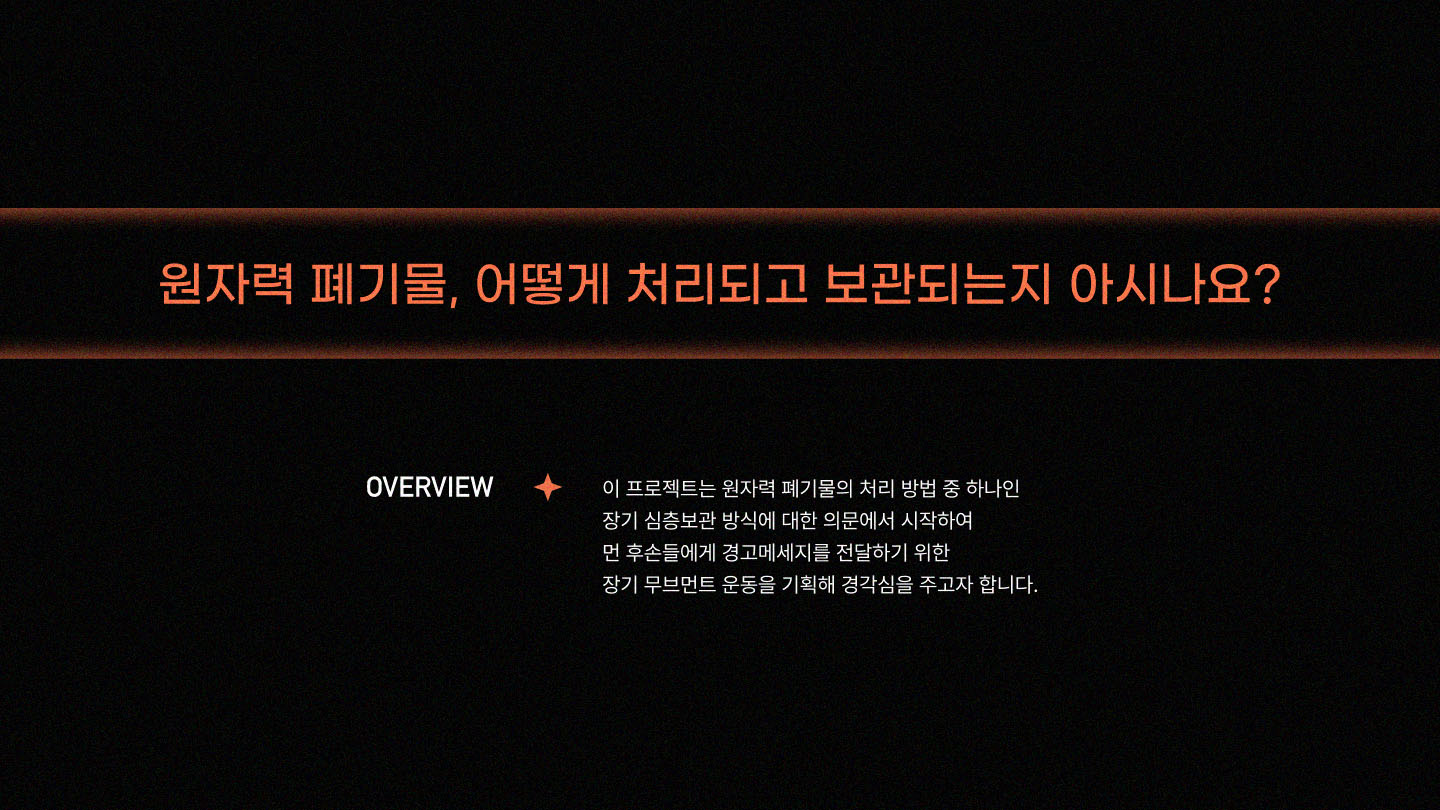 원자력 폐기물, 어떻게 처리되고 보관되는지 아시나요?
OVERVIEW
이 프로젝트는 원자력 폐기물의 처리 방법 중 하나인
장기 심층보관 방식에 대한 의문에서 시작하여
먼 후손들에게 경고메세지를 전달하기 위한
장기 무브먼트 운동을 기획해 경각심을 주고자 합니다.